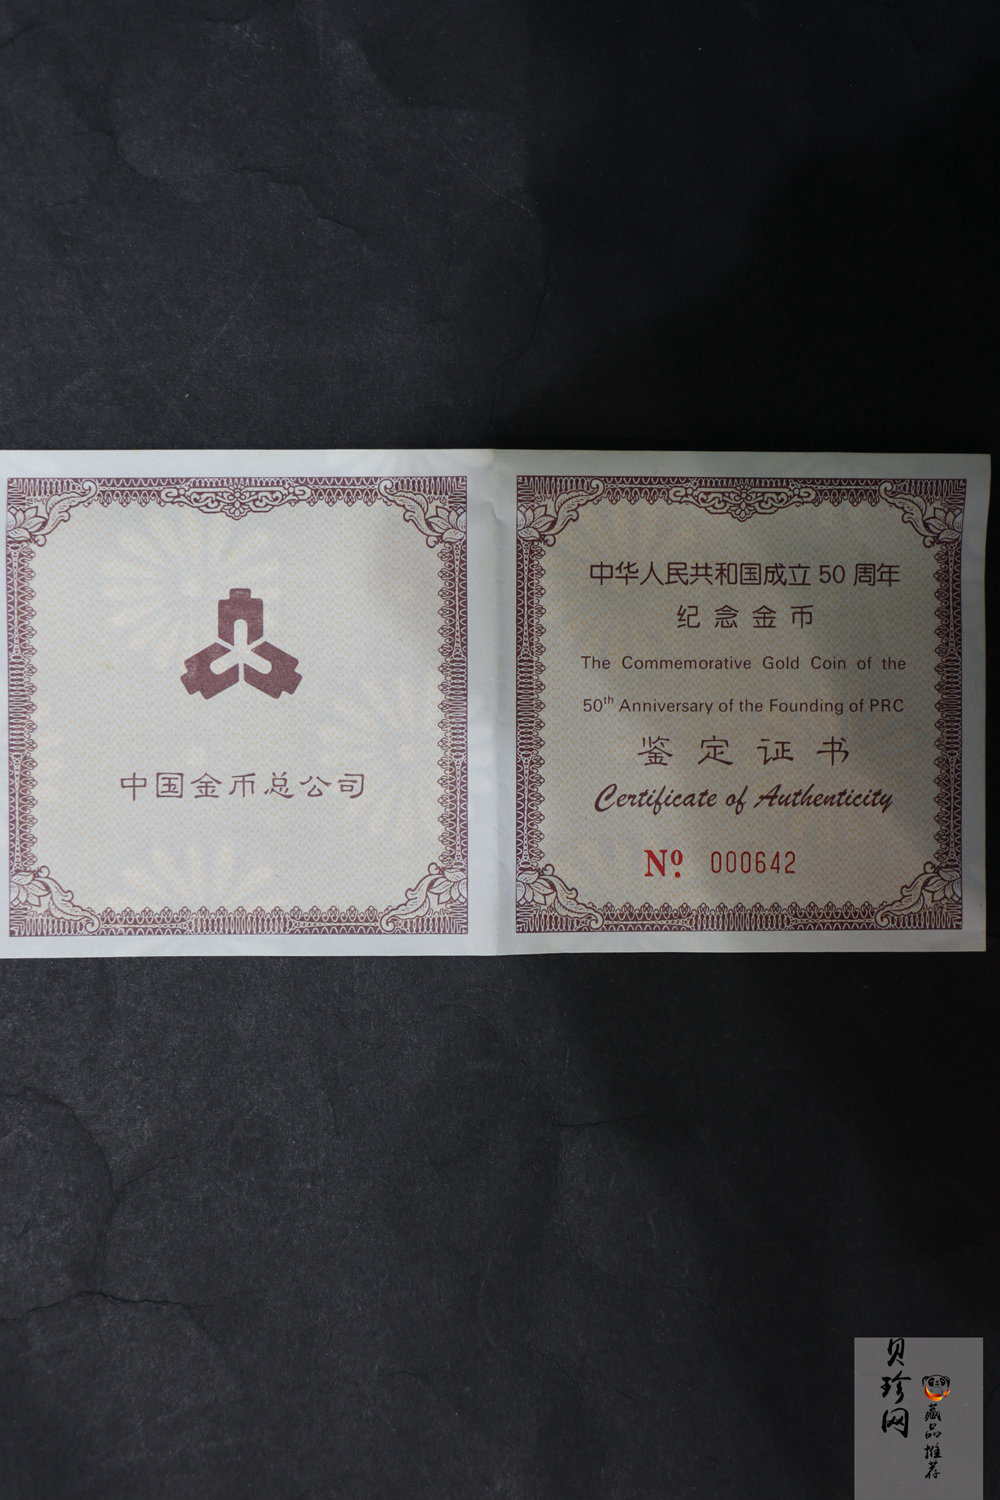 中国金币总公司
中华人民共和国成立50周年
纪念金币
The Commemorative Gold Coin of the
50th Anniversary of the Founding of PRC
鉴定证书
Certificate of Authenticity
Nº 000642
贝珍网
藏品推荐